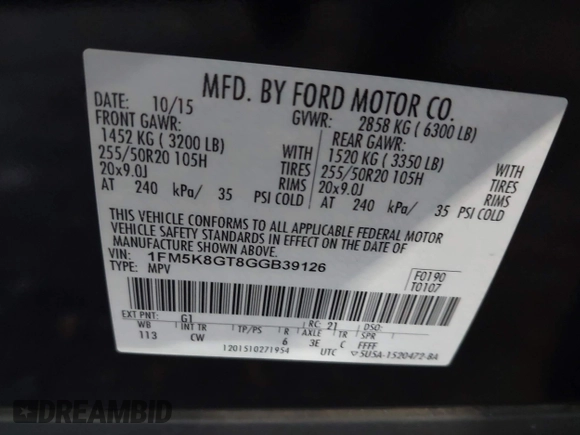 MFD. BY FORD MOTOR CO.
DATE: 10/15 GVWR: 2858 KG ( 6300 LB)
FRONT GAWR: REAR GAWR:
1452 KG ( 3200 LB) WITH 1520 KG ( 3350 LB) WITH
255/50R20 105H TIRES 255/50R20 105H TIRES
20x9.0J RIMS 20x9.0J RIMS
AT 240 kPa/ 35 PSI COLD AT 240 kPa/ 35 PSI COLD
THIS VEHICLE CONFORMS TO ALL APPLICABLE FEDERAL MOTOR
VEHICLE SAFETY STANDARDS IN EFFECT ON THE DATE OF
MANUFACTURE SHOWN ABOVE.
VIN: 1FM5K8GT8GGB39126 F0190
TYPE: MPV T0107
EXT PNT: G1 RC: 21 DSO:
WB INT TR TP/PS R AXLE TR SPR
113 CW 6 3E C FFFF
1201510271954 UTC ▽5USA-1520472-BA
DREAMBID